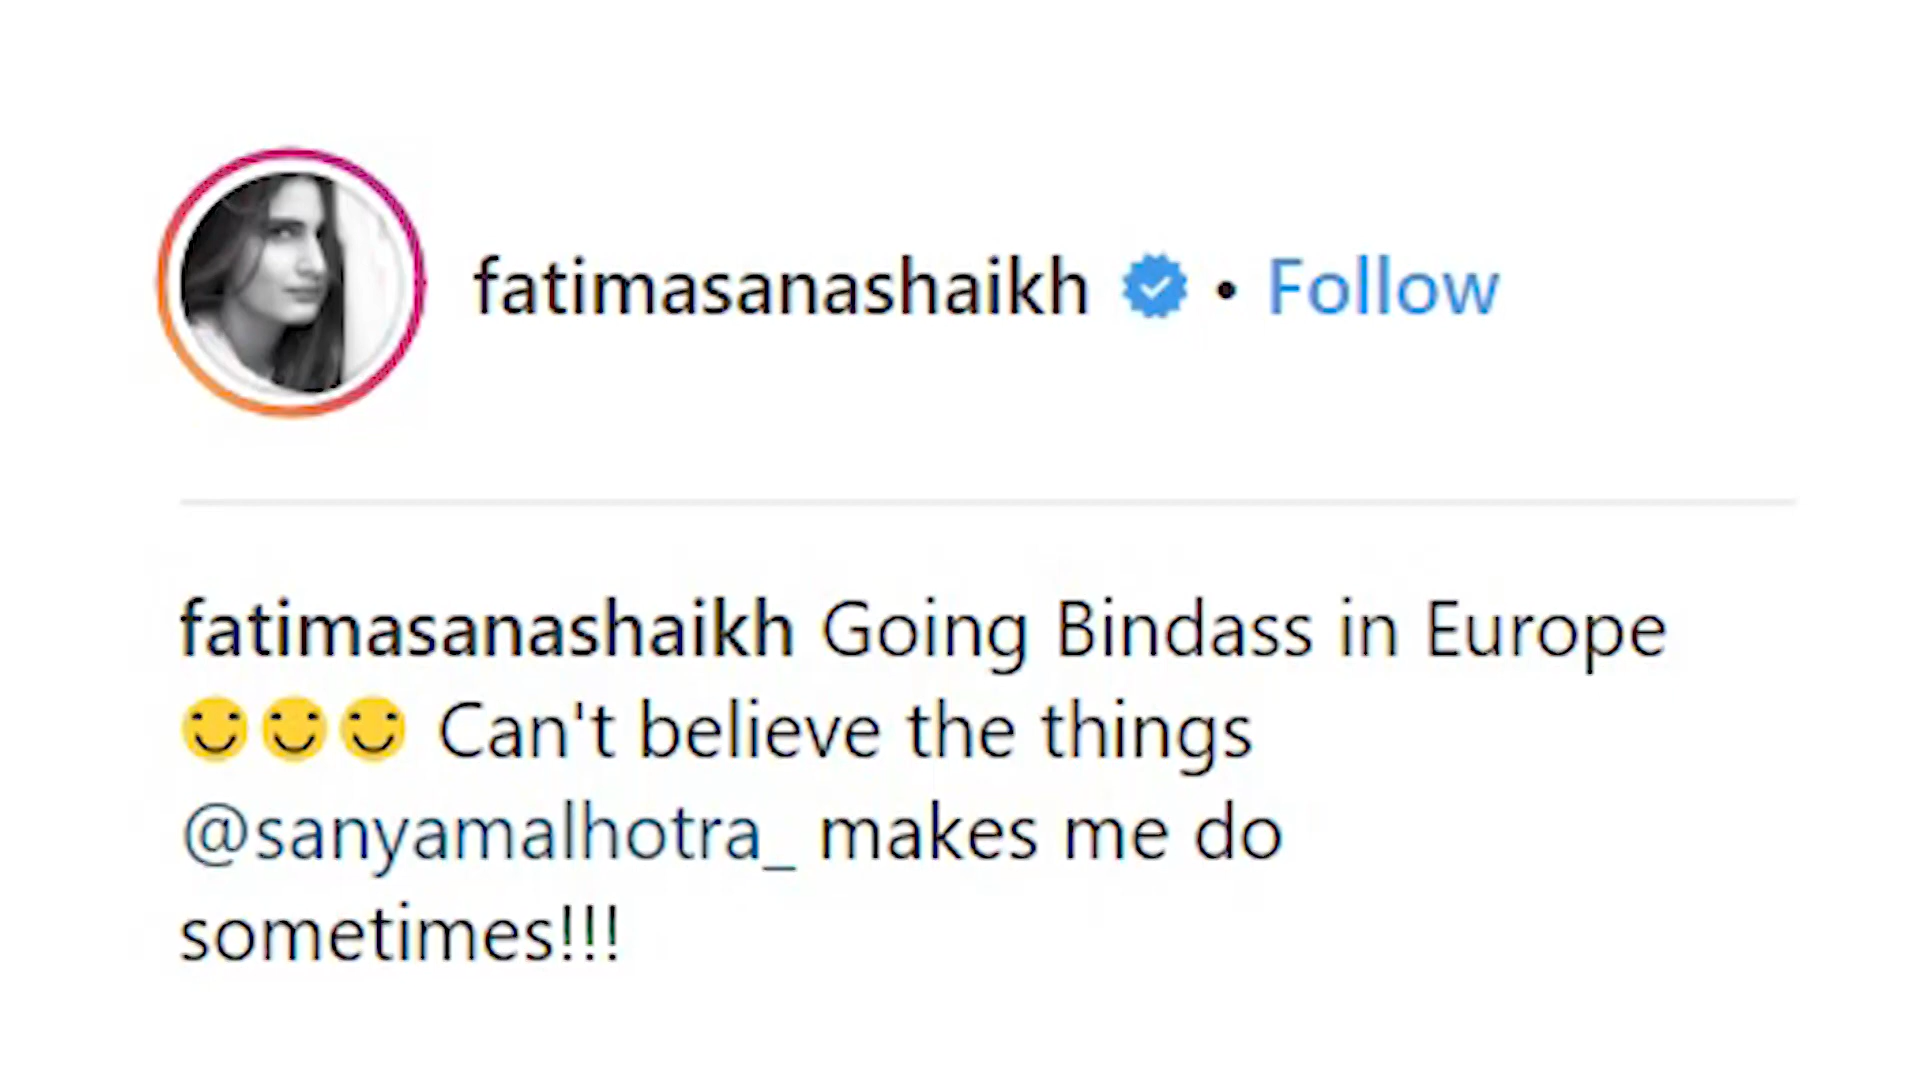 fatimasanashaikh • Follow
fatimasanashaikh Going Bindass in Europe
😊😊😊 Can't believe the things
@sanyamalhotra_ makes me do
sometimes!!!